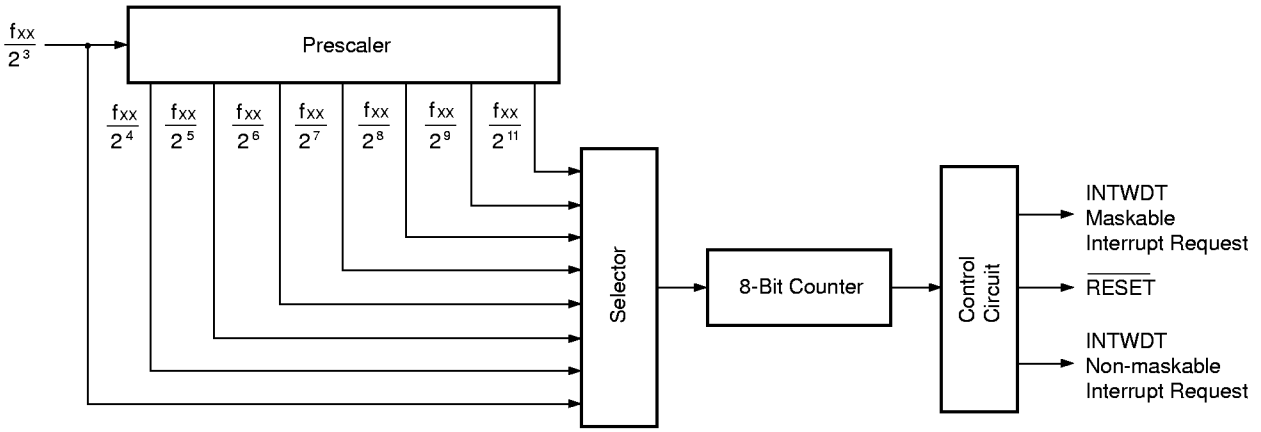 fxx
2³
Prescaler
fxx
2⁴
fxx
2⁵
fxx
2⁶
fxx
2⁷
fxx
2⁸
fxx
2⁹
fxx
2¹¹
Selector
8-Bit Counter
Control
Circuit
INTWDT
Maskable
Interrupt Request
RESET
INTWDT
Non-maskable
Interrupt Request